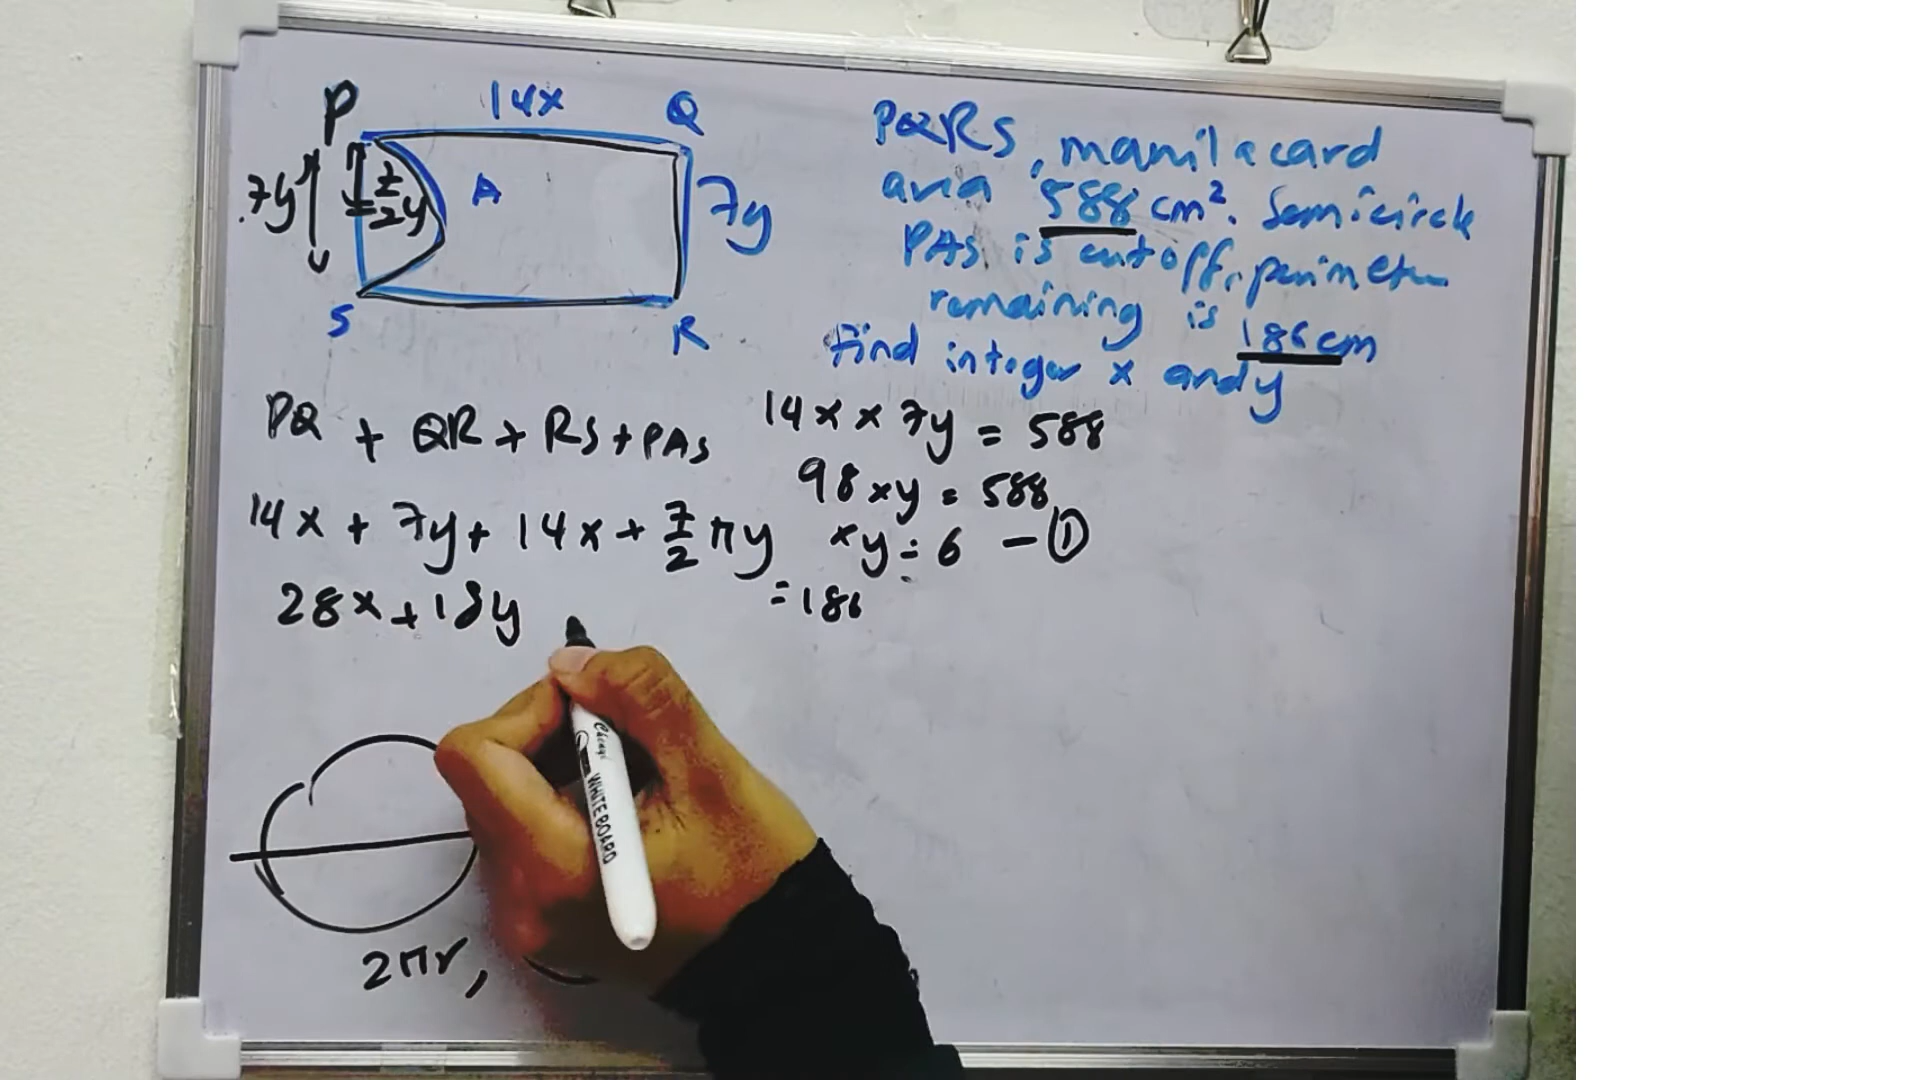 P 14x Q
7y 7/2 y A 7y
S R
PQRS, manila card
area 588 cm². Semicircle
PAS is cut off, perimeter
remaining is 186 cm
Find integer x and y
PQ + QR + RS + PAS
14x + 7y + 14x + 7/2 πy
28x + 18y = 186
14x × 7y = 588
98xy = 588
xy = 6 — ①
2πr,
WHITEBOARD